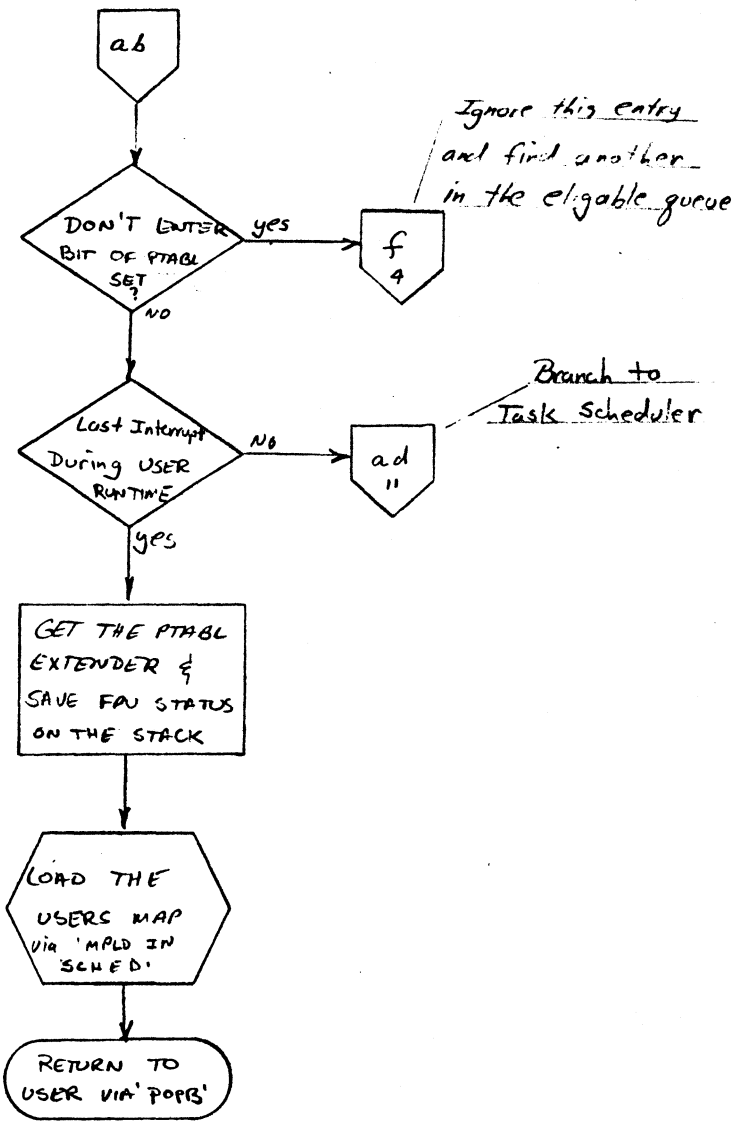 ab
Ignore this entry
and find another
in the eligable queue
DON'T ENTER
BIT OF PTABL
SET
?
yes
f
4
NO
Branch to
Task Scheduler
Last Interrupt
During USER
RUNTIME
NO
ad
11
yes
GET THE PTABL
EXTENDER &
SAVE FPU STATUS
ON THE STACK
LOAD THE
USERS MAP
via 'MPLD IN
SCHED.'
RETURN TO
USER VIA 'POPB'